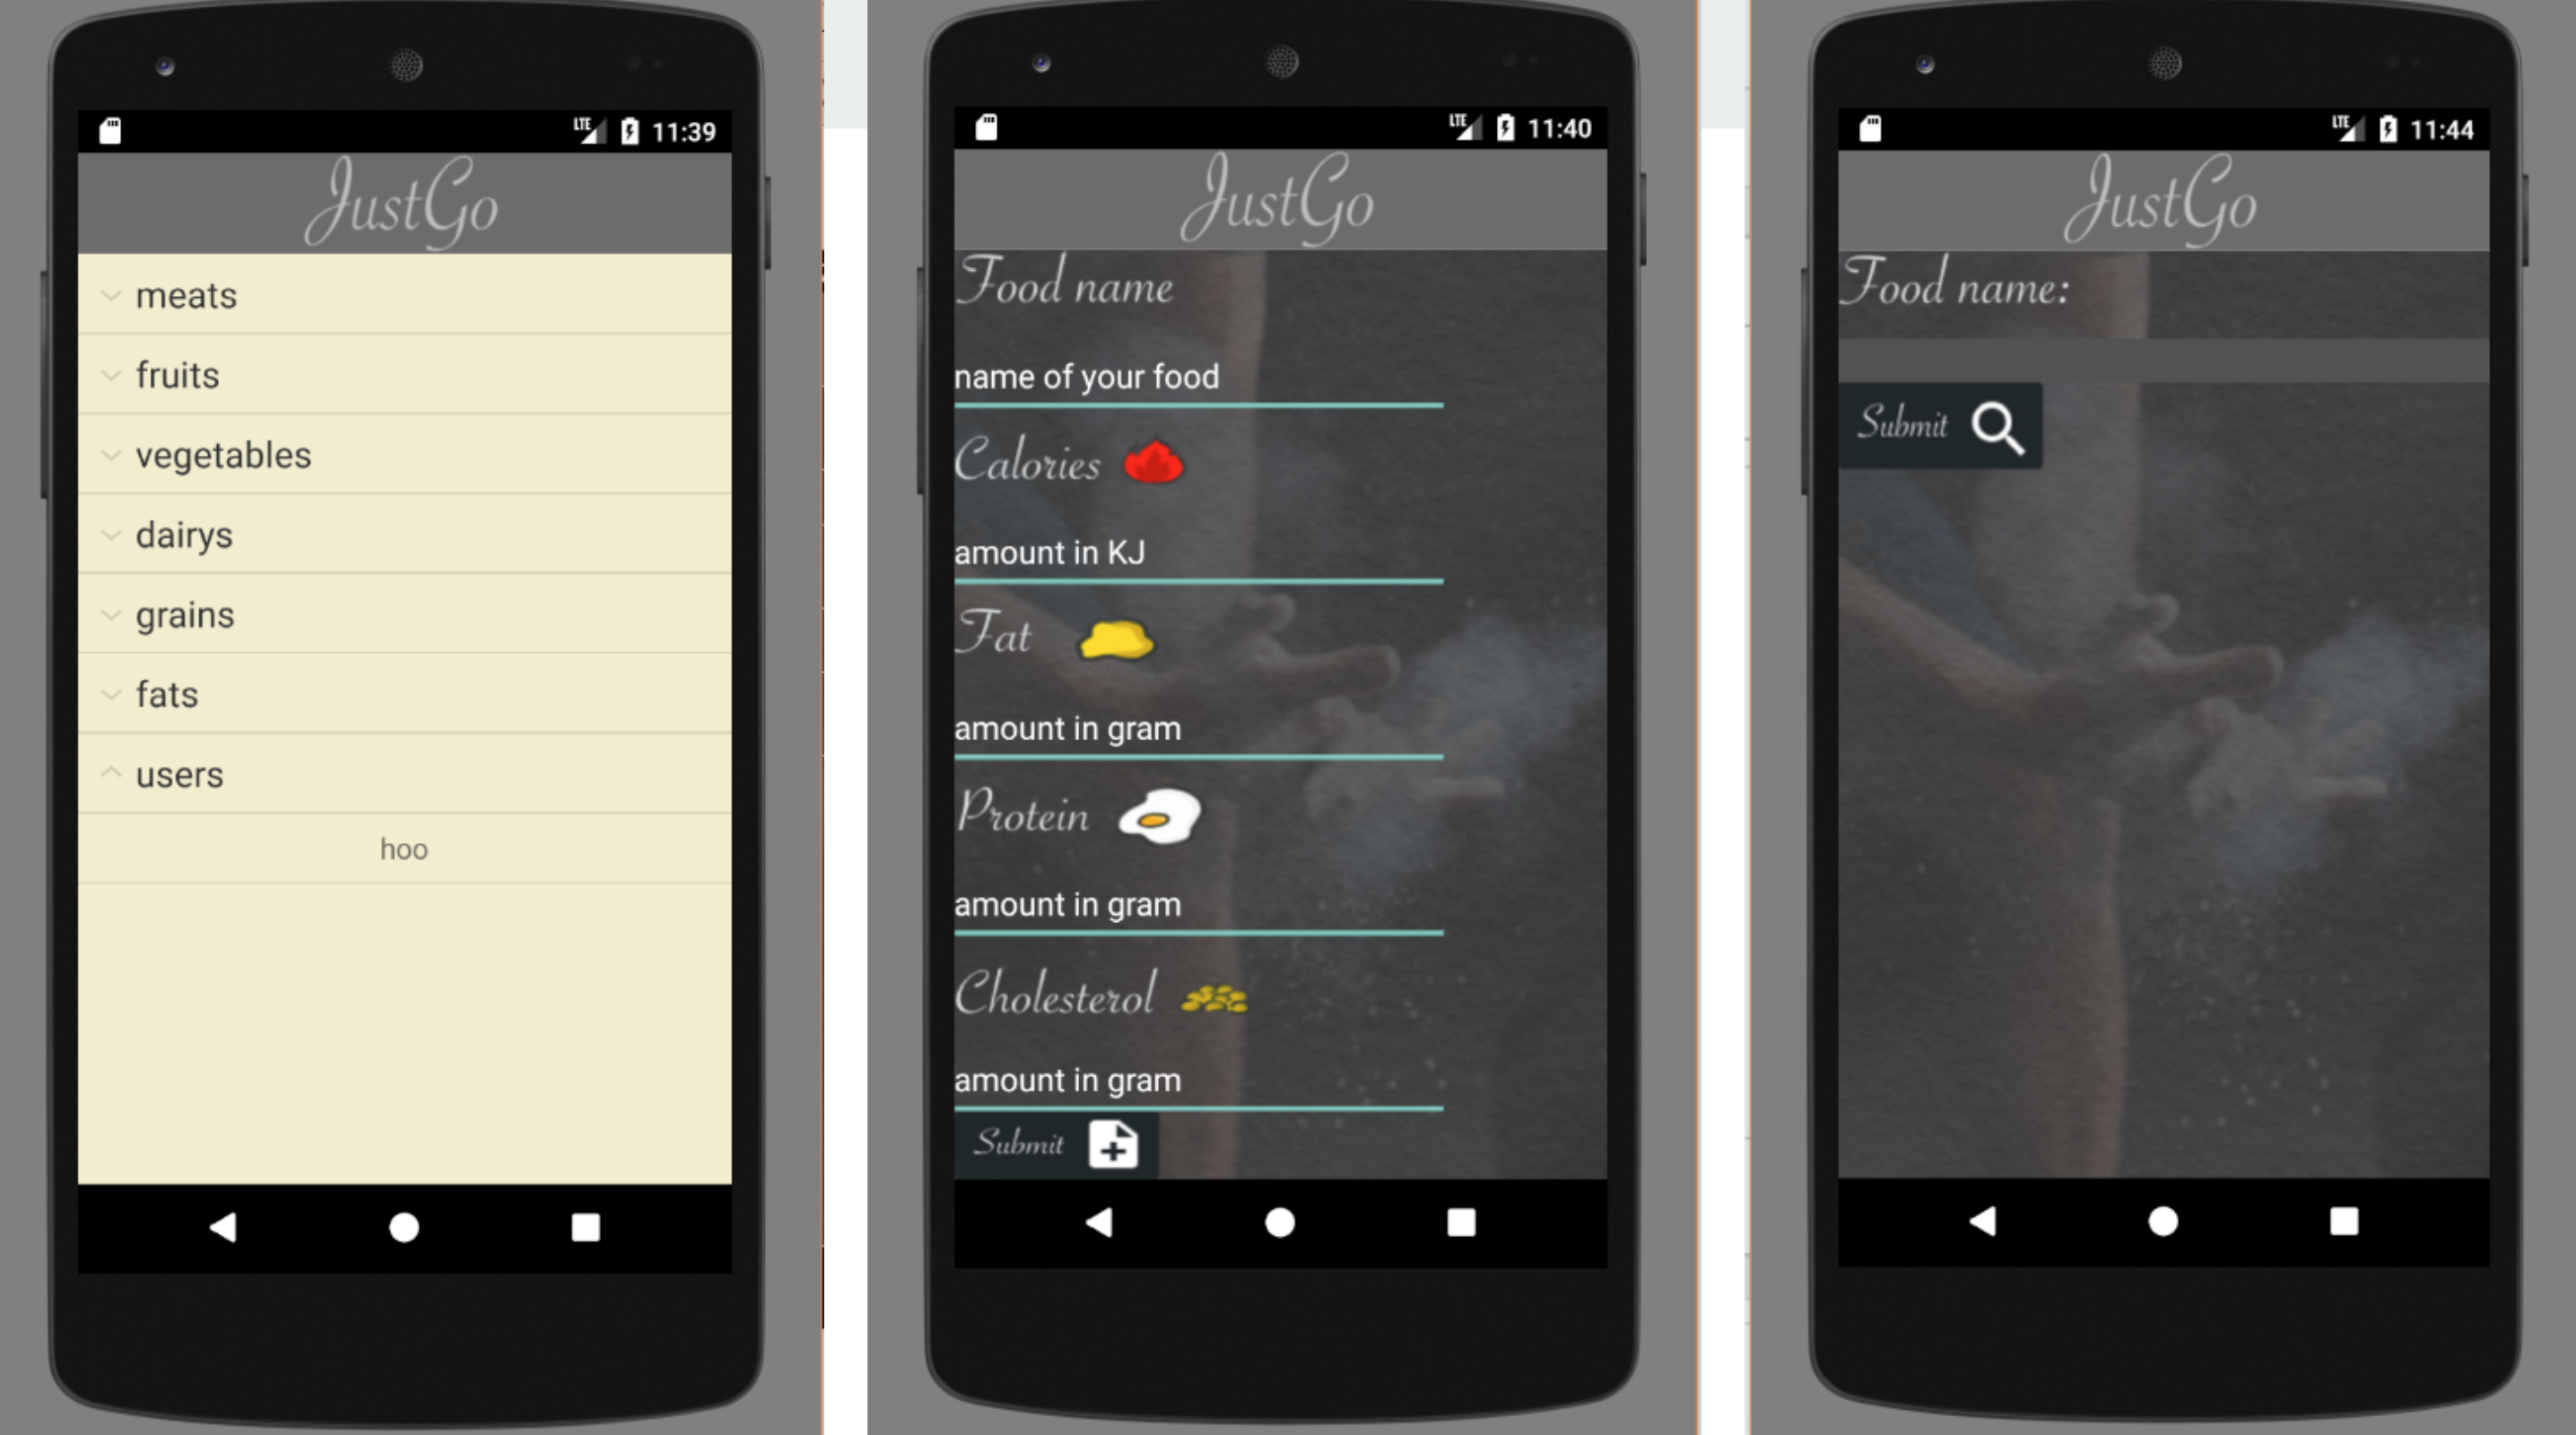 LTE 11:39
JustGo
meats
fruits
vegetables
dairys
grains
fats
users
hoo
LTE 11:40
JustGo
Food name
name of your food
Calories
amount in KJ
Fat
amount in gram
Protein
amount in gram
Cholesterol
amount in gram
Submit
LTE 11:44
JustGo
Food name:
Submit